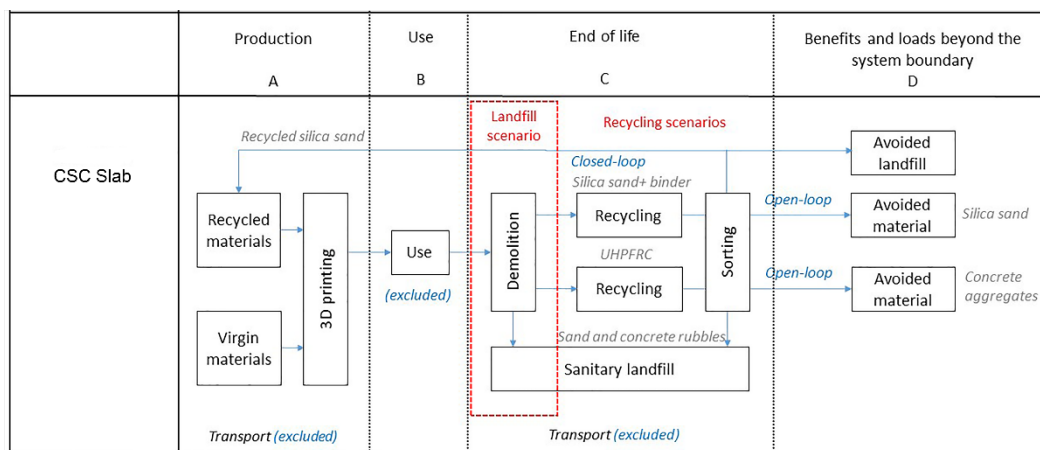 Production
A
Use
B
End of life
C
Benefits and loads beyond the
system boundary
D
CSC Slab
Recycled silica sand
Landfill
scenario
Recycling scenarios
Closed-loop
Silica sand+ binder
Avoided
landfill
Recycled
materials
3D printing
Use
(excluded)
Demolition
Recycling
UHPFRC
Recycling
Sorting
Open-loop
Avoided
material
Silica sand
Open-loop
Avoided
material
Concrete
aggregates
Virgin
materials
Sand and concrete rubbles
Sanitary landfill
Transport (excluded)
Transport (excluded)